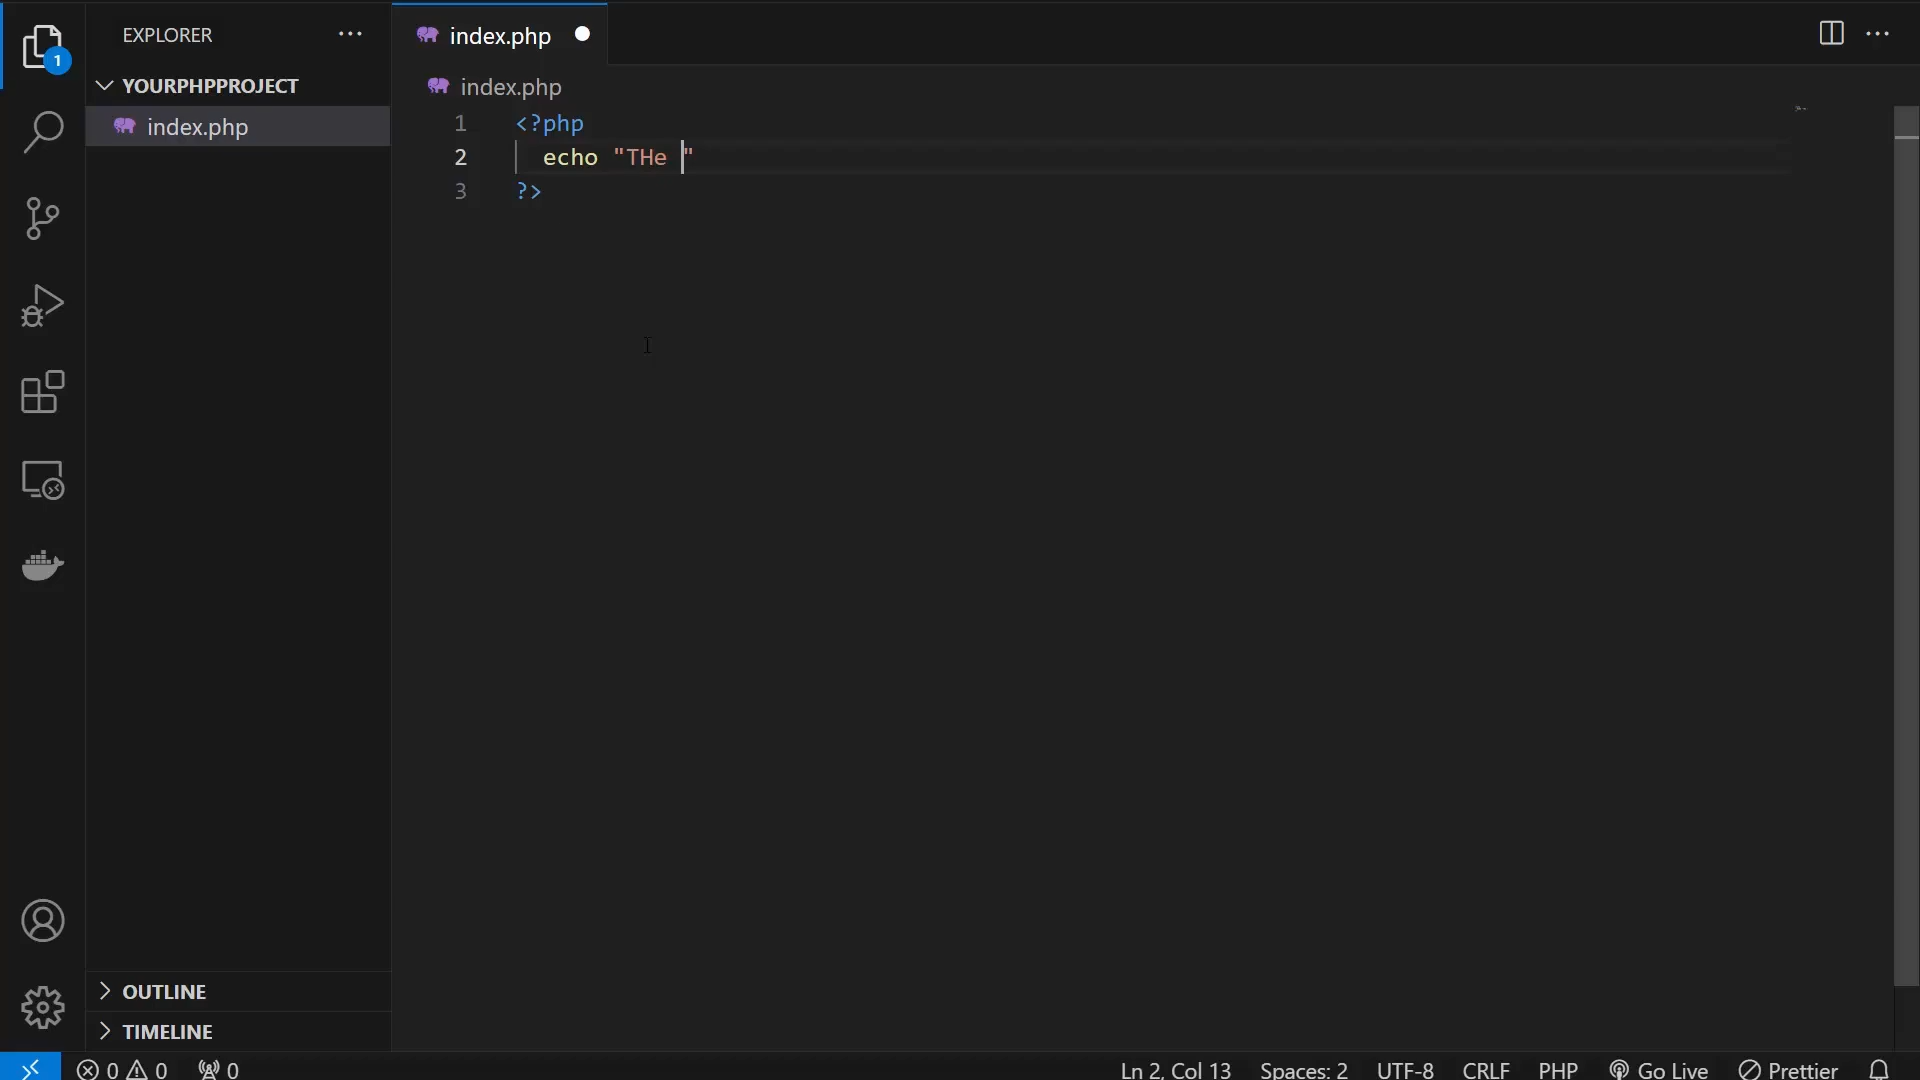 EXPLORER
1
YOURPHPPROJECT
index.php
OUTLINE
TIMELINE
index.php
index.php
1 <?php
2 echo "THe "
3 ?>
0 0 0 Ln 2, Col 13 Spaces: 2 UTF-8 CRLF PHP Go Live Prettier